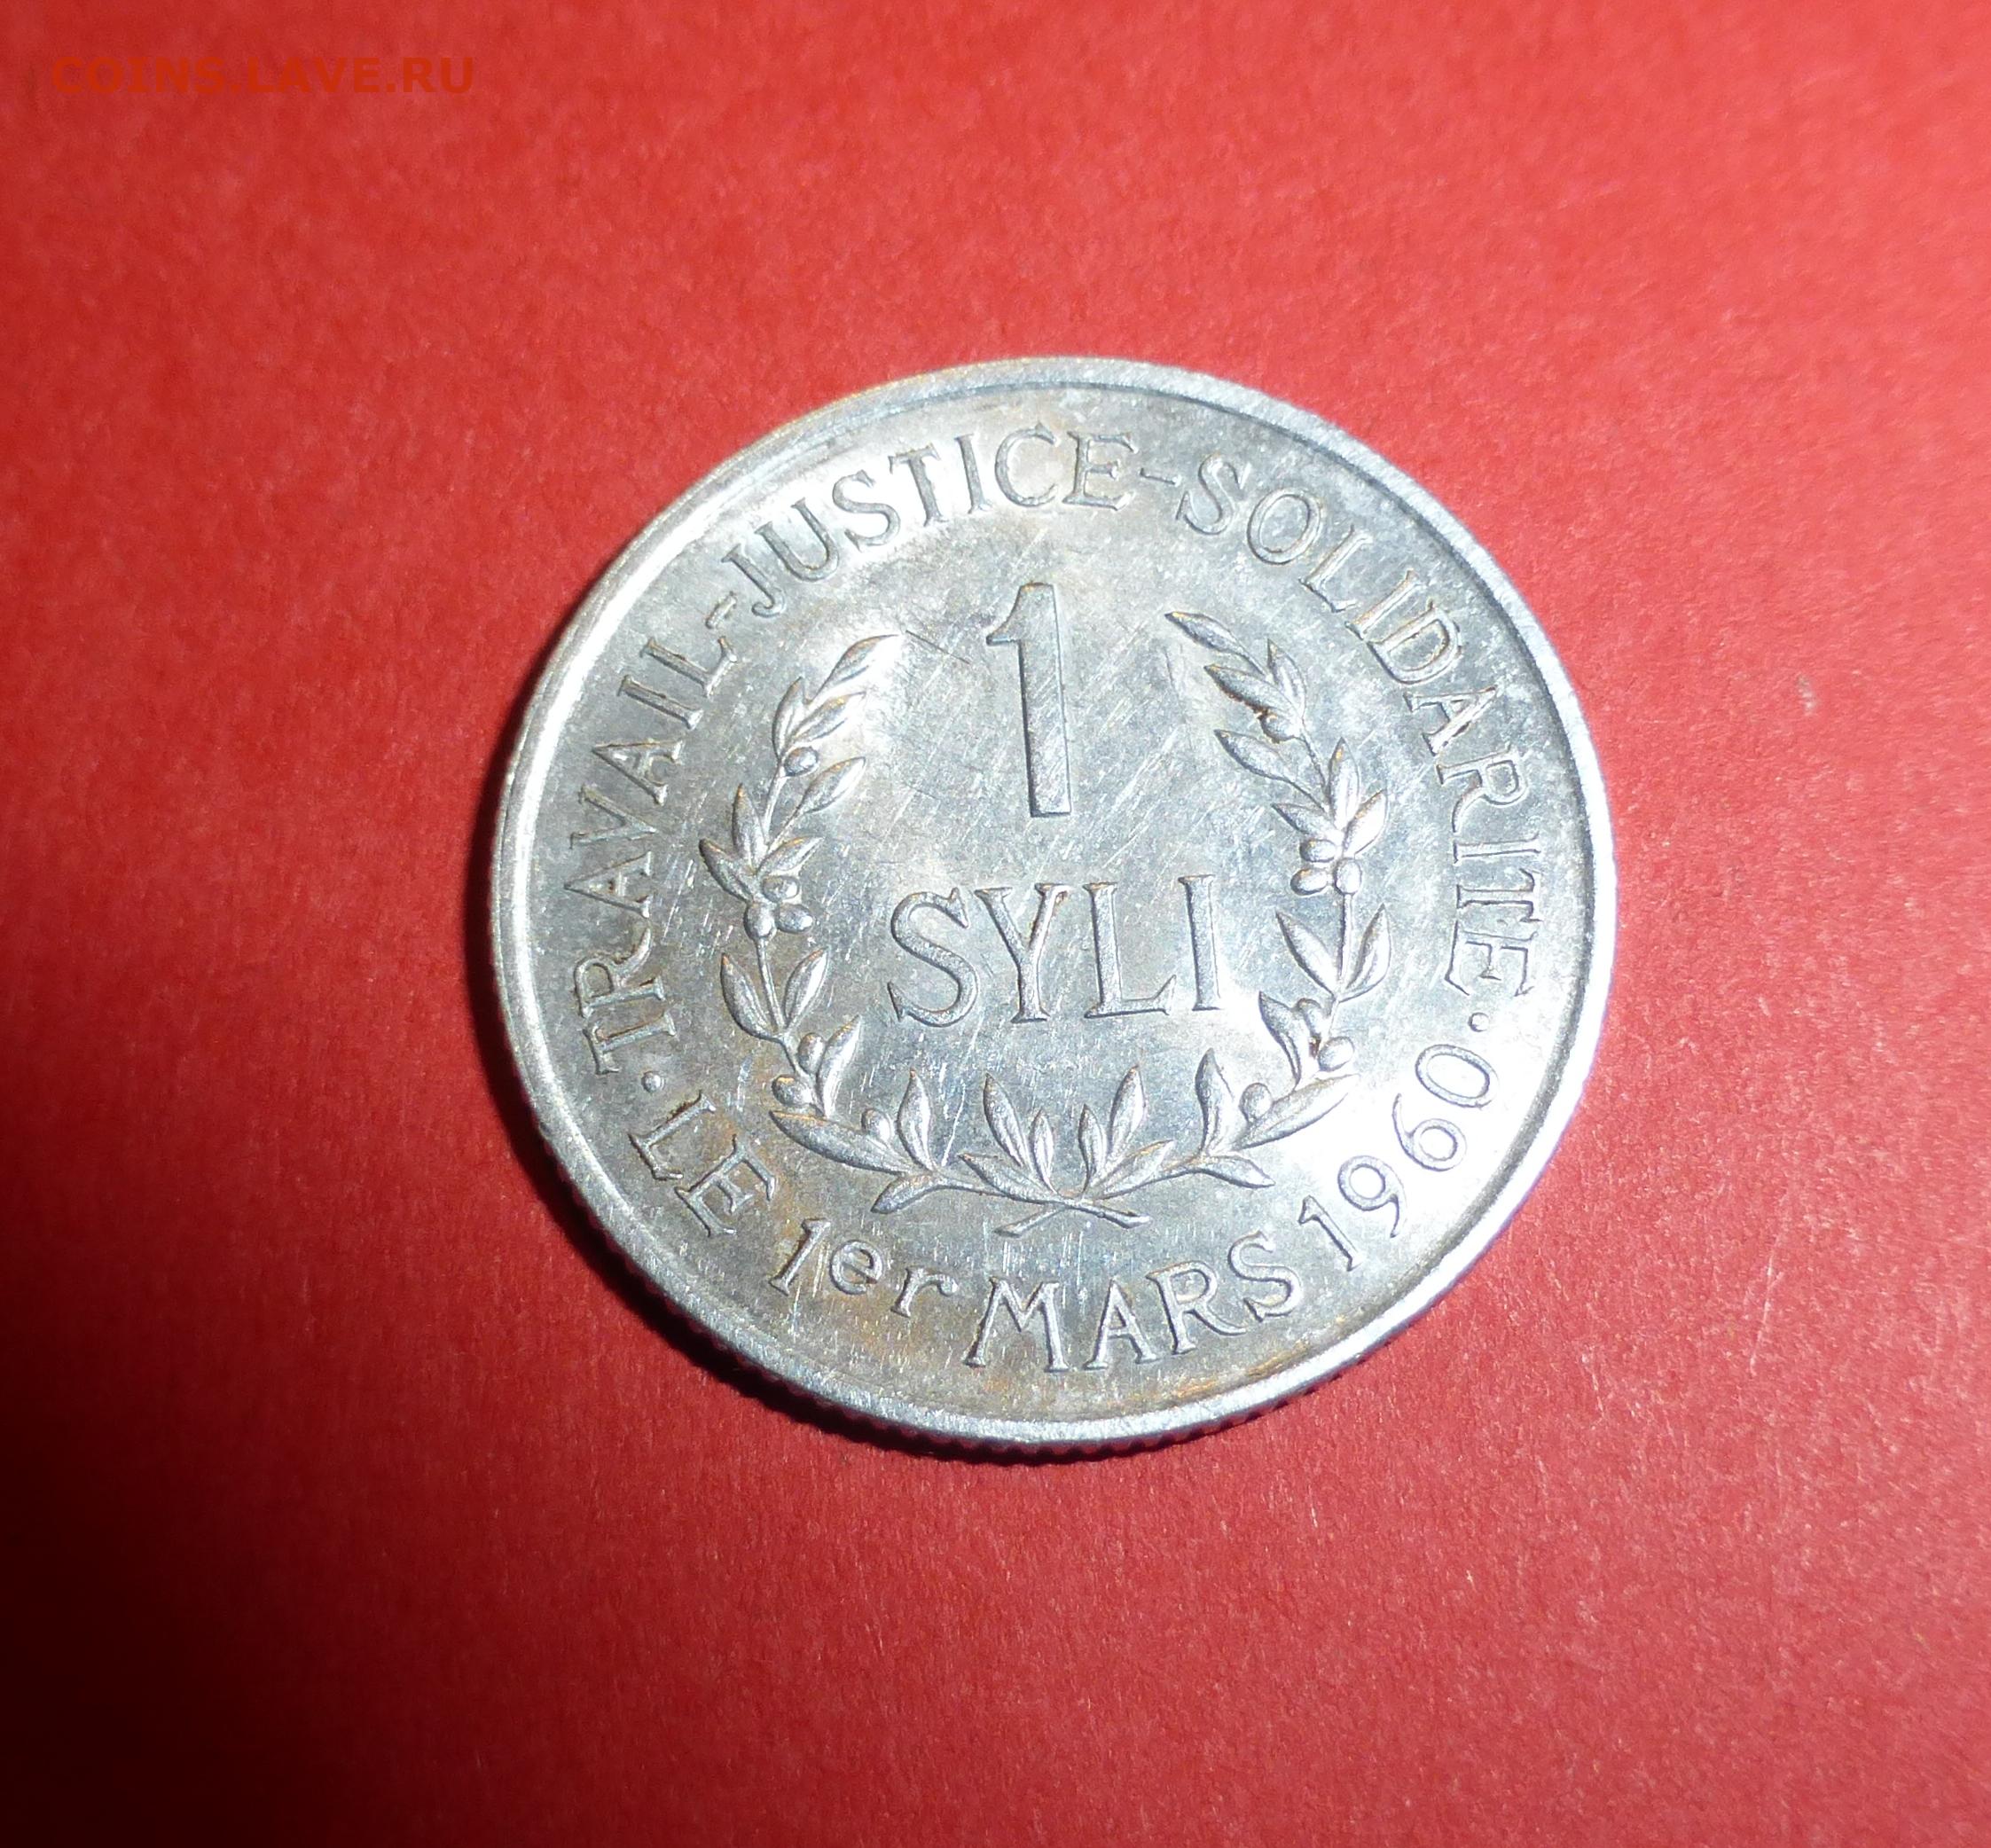 COINS.LAVE.RU
TRAVAIL-JUSTICE-SOLIDARITE
1
SYLI
LE 1er MARS 1960